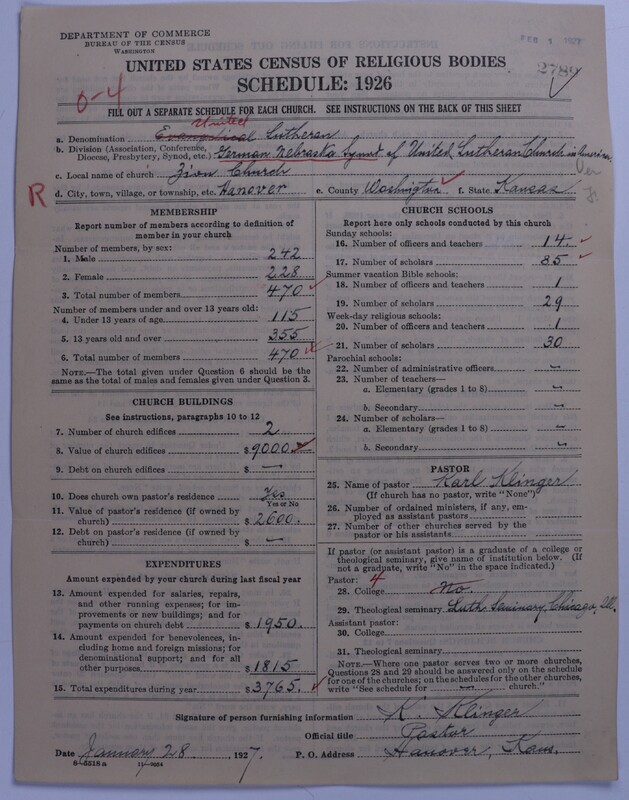 DEPARTMENT OF COMMERCE
BUREAU OF THE CENSUS
WASHINGTON
FEB 1927
2780
UNITED STATES CENSUS OF RELIGIOUS BODIES
SCHEDULE: 1926
0-4
FILL OUT A SEPARATE SCHEDULE FOR EACH CHURCH. SEE INSTRUCTIONS ON THE BACK OF THIS SHEET
United
a. Denomination Evangelical Lutheran
b. Division (Association, Conference, Diocese, Presbytery, Synod, etc.) German Nebraska Synod of United Lutheran Church in America
c. Local name of church Zion Church
R
d. City, town, village, or township, etc. Hanover e. County Washington f. State Kansas
MEMBERSHIP
Report number of members according to definition of member in your church
Number of members, by sex:
1. Male 242
2. Female 228
3. Total number of members 470
Number of members under and over 13 years old:
4. Under 13 years of age 115
5. 13 years old and over 355
6. Total number of members 470
NOTE.—The total given under Question 6 should be the same as the total of males and females given under Question 3.
CHURCH BUILDINGS
See instructions, paragraphs 10 to 12
7. Number of church edifices 2
8. Value of church edifices $ 9000
9. Debt on church edifices $ —
10. Does church own pastor's residence Yes
Yes or No
11. Value of pastor's residence (if owned by church) $ 2600.
12. Debt on pastor's residence (if owned by church) $ —
EXPENDITURES
Amount expended by your church during last fiscal year
13. Amount expended for salaries, repairs, and other running expenses; for improvements or new buildings; and for payments on church debt $ 1950.
14. Amount expended for benevolences, including home and foreign missions; for denominational support; and for all other purposes $ 1815
15. Total expenditures during year $ 3765.
CHURCH SCHOOLS
Report here only schools conducted by this church
Sunday schools:
16. Number of officers and teachers 14.
17. Number of scholars 85
Summer vacation Bible schools:
18. Number of officers and teachers 1
19. Number of scholars 29
Week-day religious schools:
20. Number of officers and teachers 1
21. Number of scholars 30
Parochial schools:
22. Number of administrative officers —
23. Number of teachers—
a. Elementary (grades 1 to 8) —
b. Secondary —
24. Number of scholars—
a. Elementary (grades 1 to 8) —
b. Secondary —
PASTOR
25. Name of pastor Karl Klinger
(If church has no pastor, write "None")
26. Number of ordained ministers, if any, employed as assistant pastors
27. Number of other churches served by the pastor or his assistants
If pastor (or assistant pastor) is a graduate of a college or theological seminary, give name of institution below. (If not a graduate, write "No" in the space indicated.)
Pastor: 4
28. College No.
29. Theological seminary Luth Seminary, Chicago, Ill.
Assistant pastor:
30. College
31. Theological seminary
NOTE.—Where one pastor serves two or more churches, Questions 28 and 29 should be answered only on the schedule for one of the churches; on the schedules for the other churches, write "See schedule for — church."
Signature of person furnishing information K. Klinger
Official title Pastor
Date January 28, 1927. P. O. Address Hanover, Kans.
8-5518a 11-9054